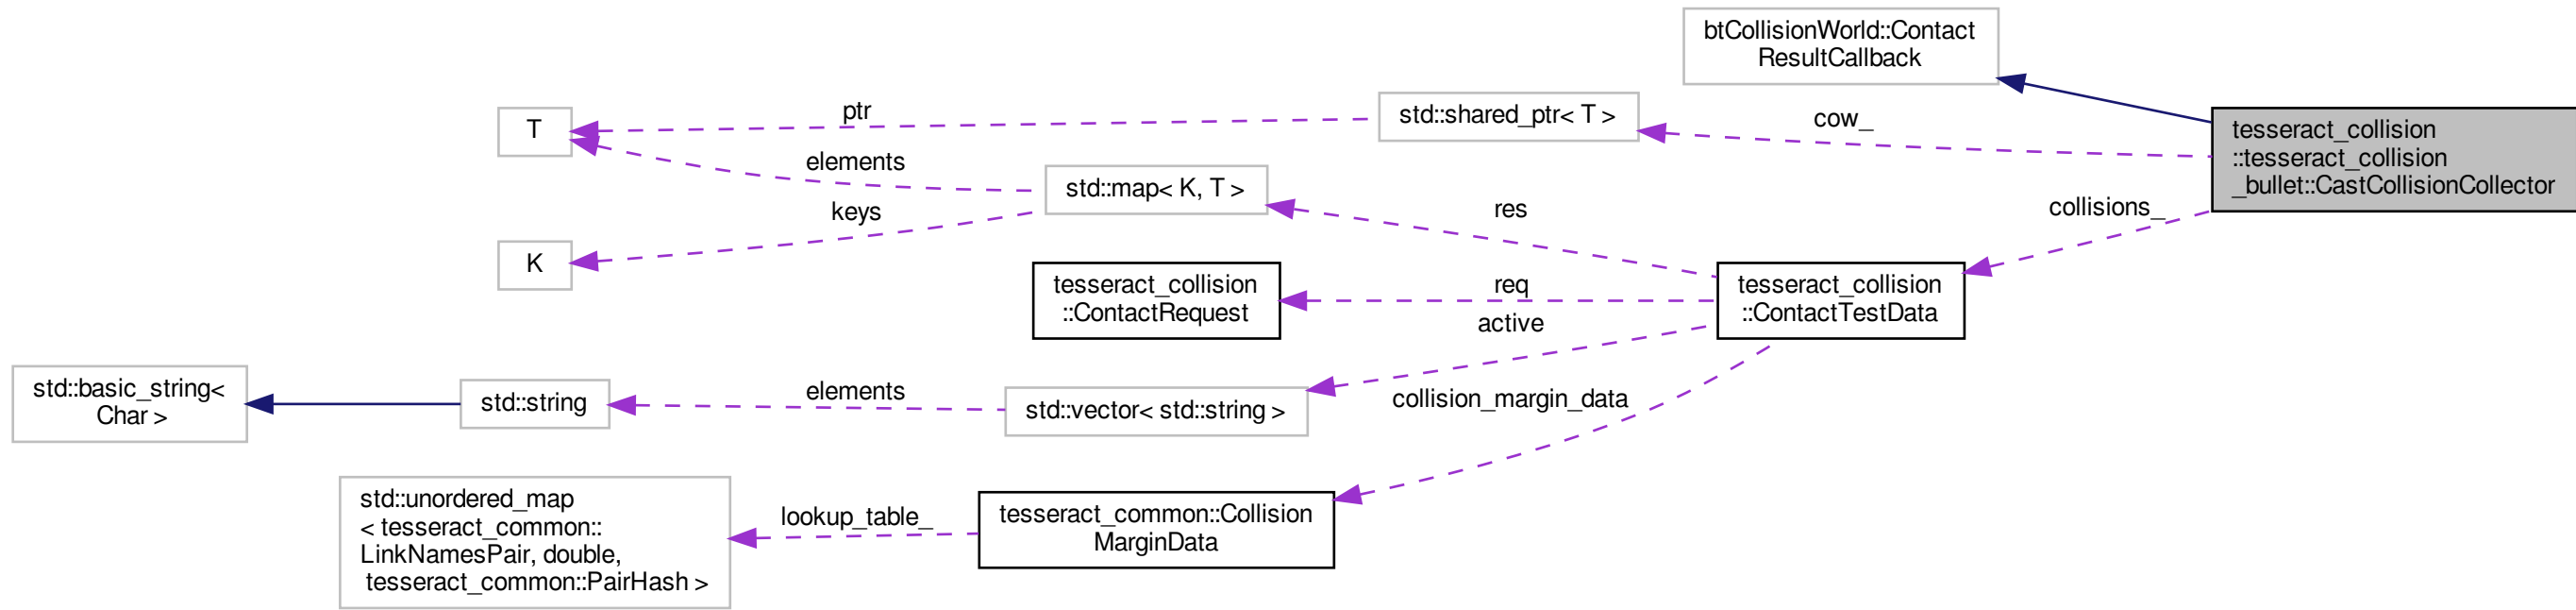 btCollisionWorld::Contact
ResultCallback
ptr
std::shared_ptr< T >
cow_
T
tesseract_collision
::tesseract_collision
_bullet::CastCollisionCollector
elements
std::map< K, T >
keys
res
collisions_
K
tesseract_collision
::ContactRequest
req
active
tesseract_collision
::ContactTestData
std::basic_string<
Char >
std::string
elements
std::vector< std::string >
collision_margin_data
std::unordered_map
< tesseract_common::
LinkNamesPair, double,
tesseract_common::PairHash >
lookup_table_
tesseract_common::Collision
MarginData